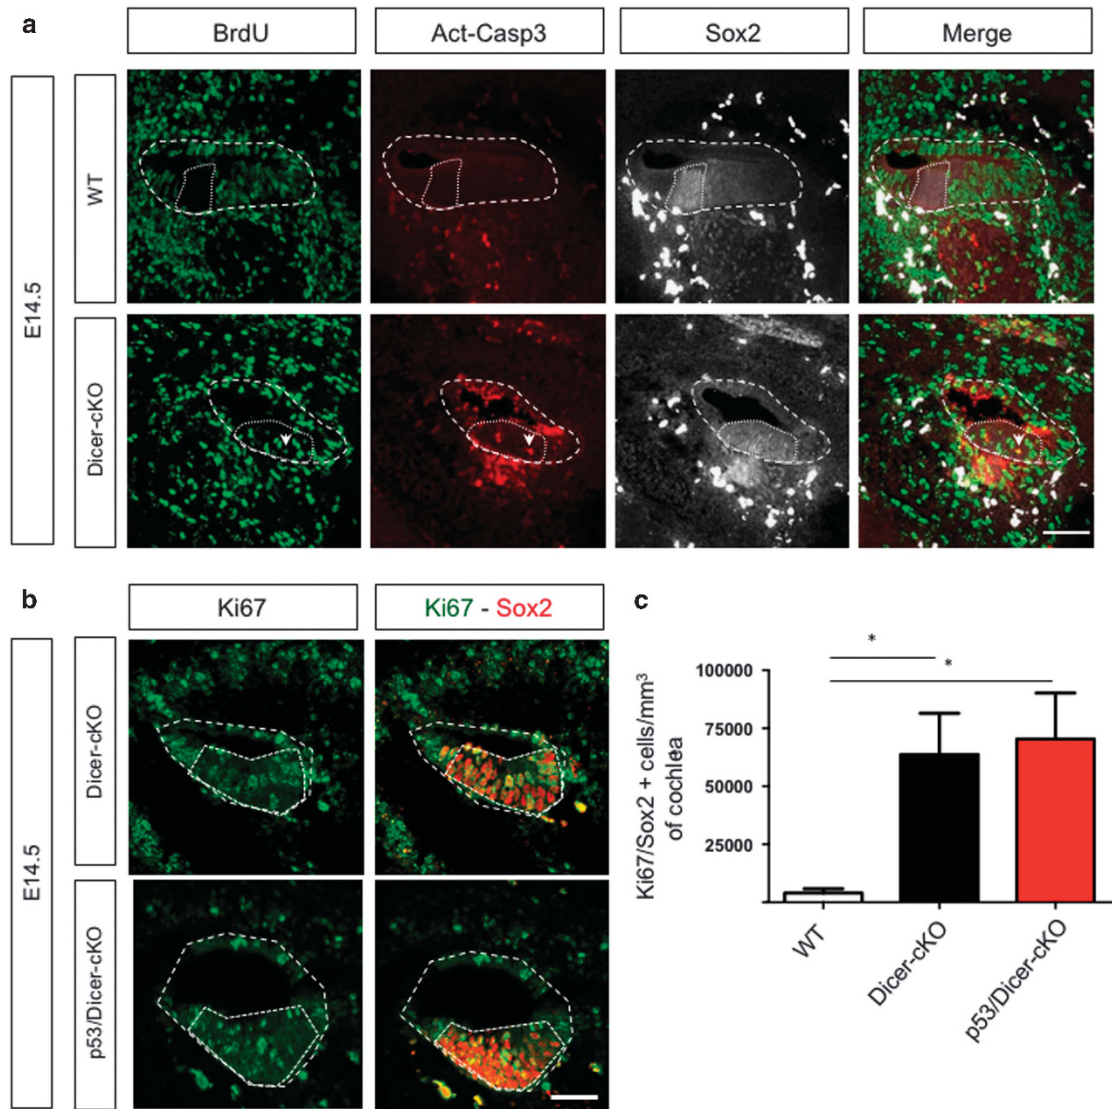 a
BrdU
Act-Casp3
Sox2
Merge
E14.5
WT
Dicer-cKO
b
Ki67
Ki67 - Sox2
E14.5
Dicer-cKO
p53/Dicer-cKO
c
*
*
Ki67/Sox2 + cells/mm³
of cochlea
100000
75000
50000
25000
WT
Dicer-cKO
p53/Dicer-cKO